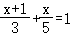 (x+1)/3 + x/5 = 1